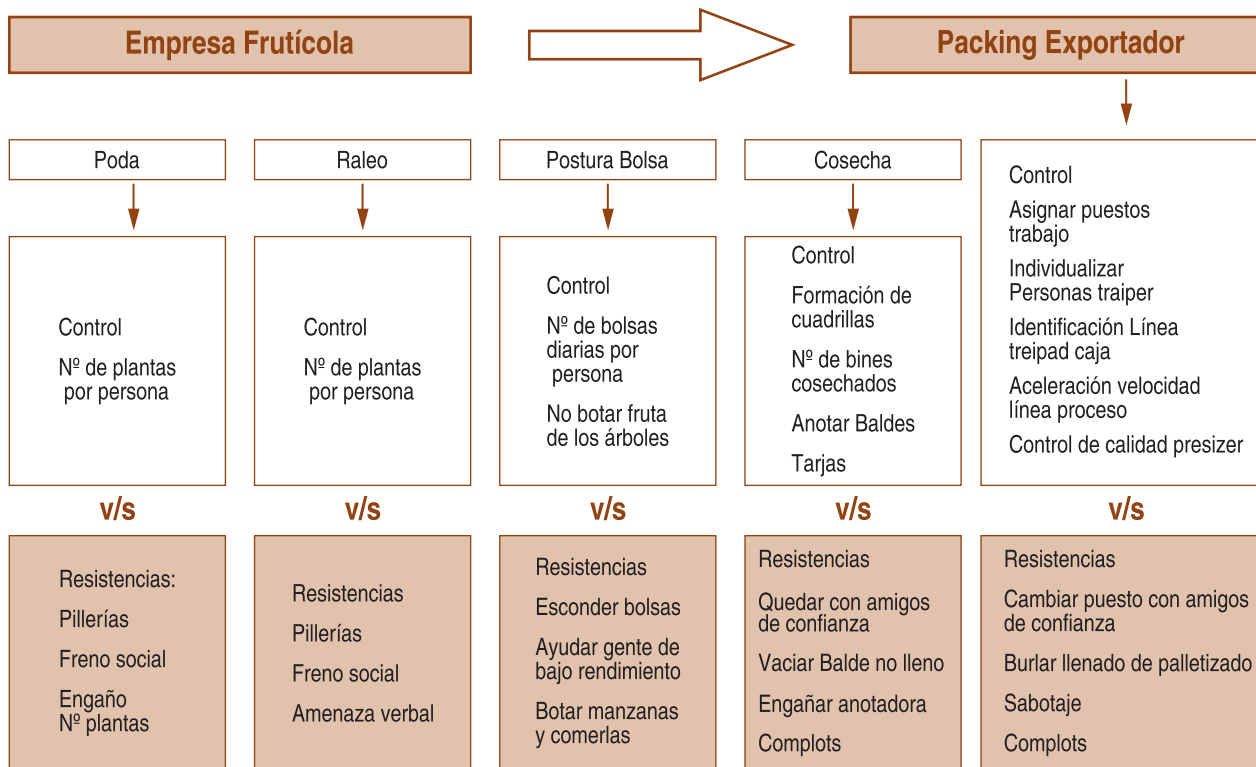 Empresa Frutícola
Packing Exportador
Poda
Control
Nº de plantas
por persona
v/s
Resistencias:
Pillerías
Freno social
Engaño
Nº plantas
Raleo
Control
Nº de plantas
por persona
v/s
Resistencias
Pillerías
Freno social
Amenaza verbal
Postura Bolsa
Control
Nº de bolsas
diarias por
persona
No botar fruta
de los árboles
v/s
Resistencias
Esconder bolsas
Ayudar gente de
bajo rendimiento
Botar manzanas
y comerlas
Cosecha
Control
Formación de
cuadrillas
Nº de bines
cosechados
Anotar Baldes
Tarjas
v/s
Resistencias
Quedar con amigos
de confianza
Vaciar Balde no lleno
Engañar anotadora
Complots
Control
Asignar puestos
trabajo
Individualizar
Personas traiper
Identificación Línea
treipad caja
Aceleración velocidad
línea proceso
Control de calidad presizer
v/s
Resistencias
Cambiar puesto con amigos
de confianza
Burlar llenado de palletizado
Sabotaje
Complots